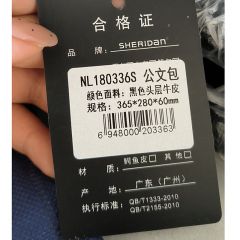 合格证
品 牌: SHERIDAN
NL180336S 公文包
颜色面料: 黑色头层牛皮
规格: 365*280*60mm
6 948000 203363
材 质: 鳄鱼皮□ 其他□
产 地: 广东(广州)
执行标准: QB/T1333-2010
QB/T2155-2010